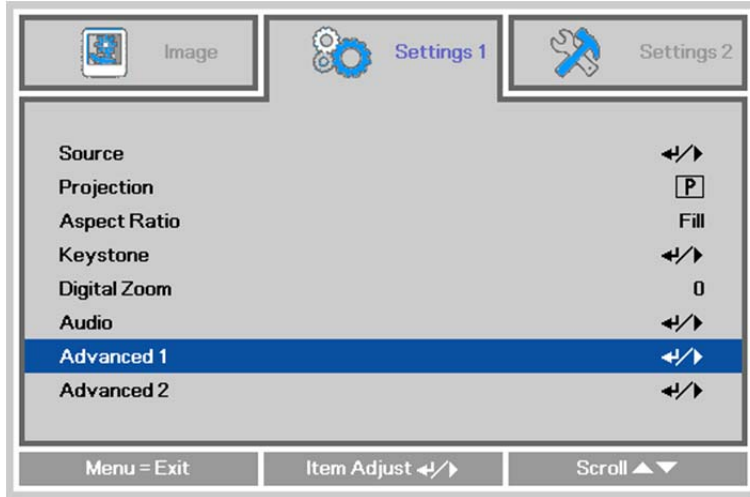 Image Settings 1 Settings 2
Source ↵/▶
Projection P
Aspect Ratio Fill
Keystone ↵/▶
Digital Zoom 0
Audio ↵/▶
Advanced 1 ↵/▶
Advanced 2 ↵/▶
Menu = Exit Item Adjust ↵/▶ Scroll ▲▼